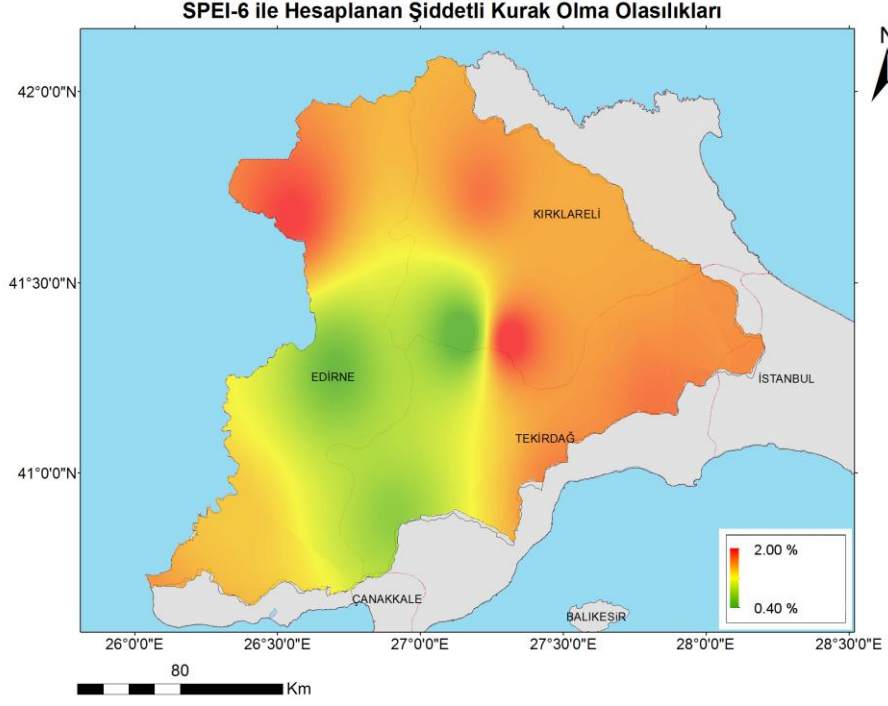 SPEI-6 ile Hesaplanan Şiddetli Kurak Olma Olasılıkları
N
42°0'0"N
41°30'0"N
41°0'0"N
KIRKLARELİ
EDİRNE
İSTANBUL
TEKİRDAĞ
ÇANAKKALE
BALIKESİR
2.00 %
0.40 %
26°0'0"E
26°30'0"E
27°0'0"E
27°30'0"E
28°0'0"E
28°30'0"E
80
Km